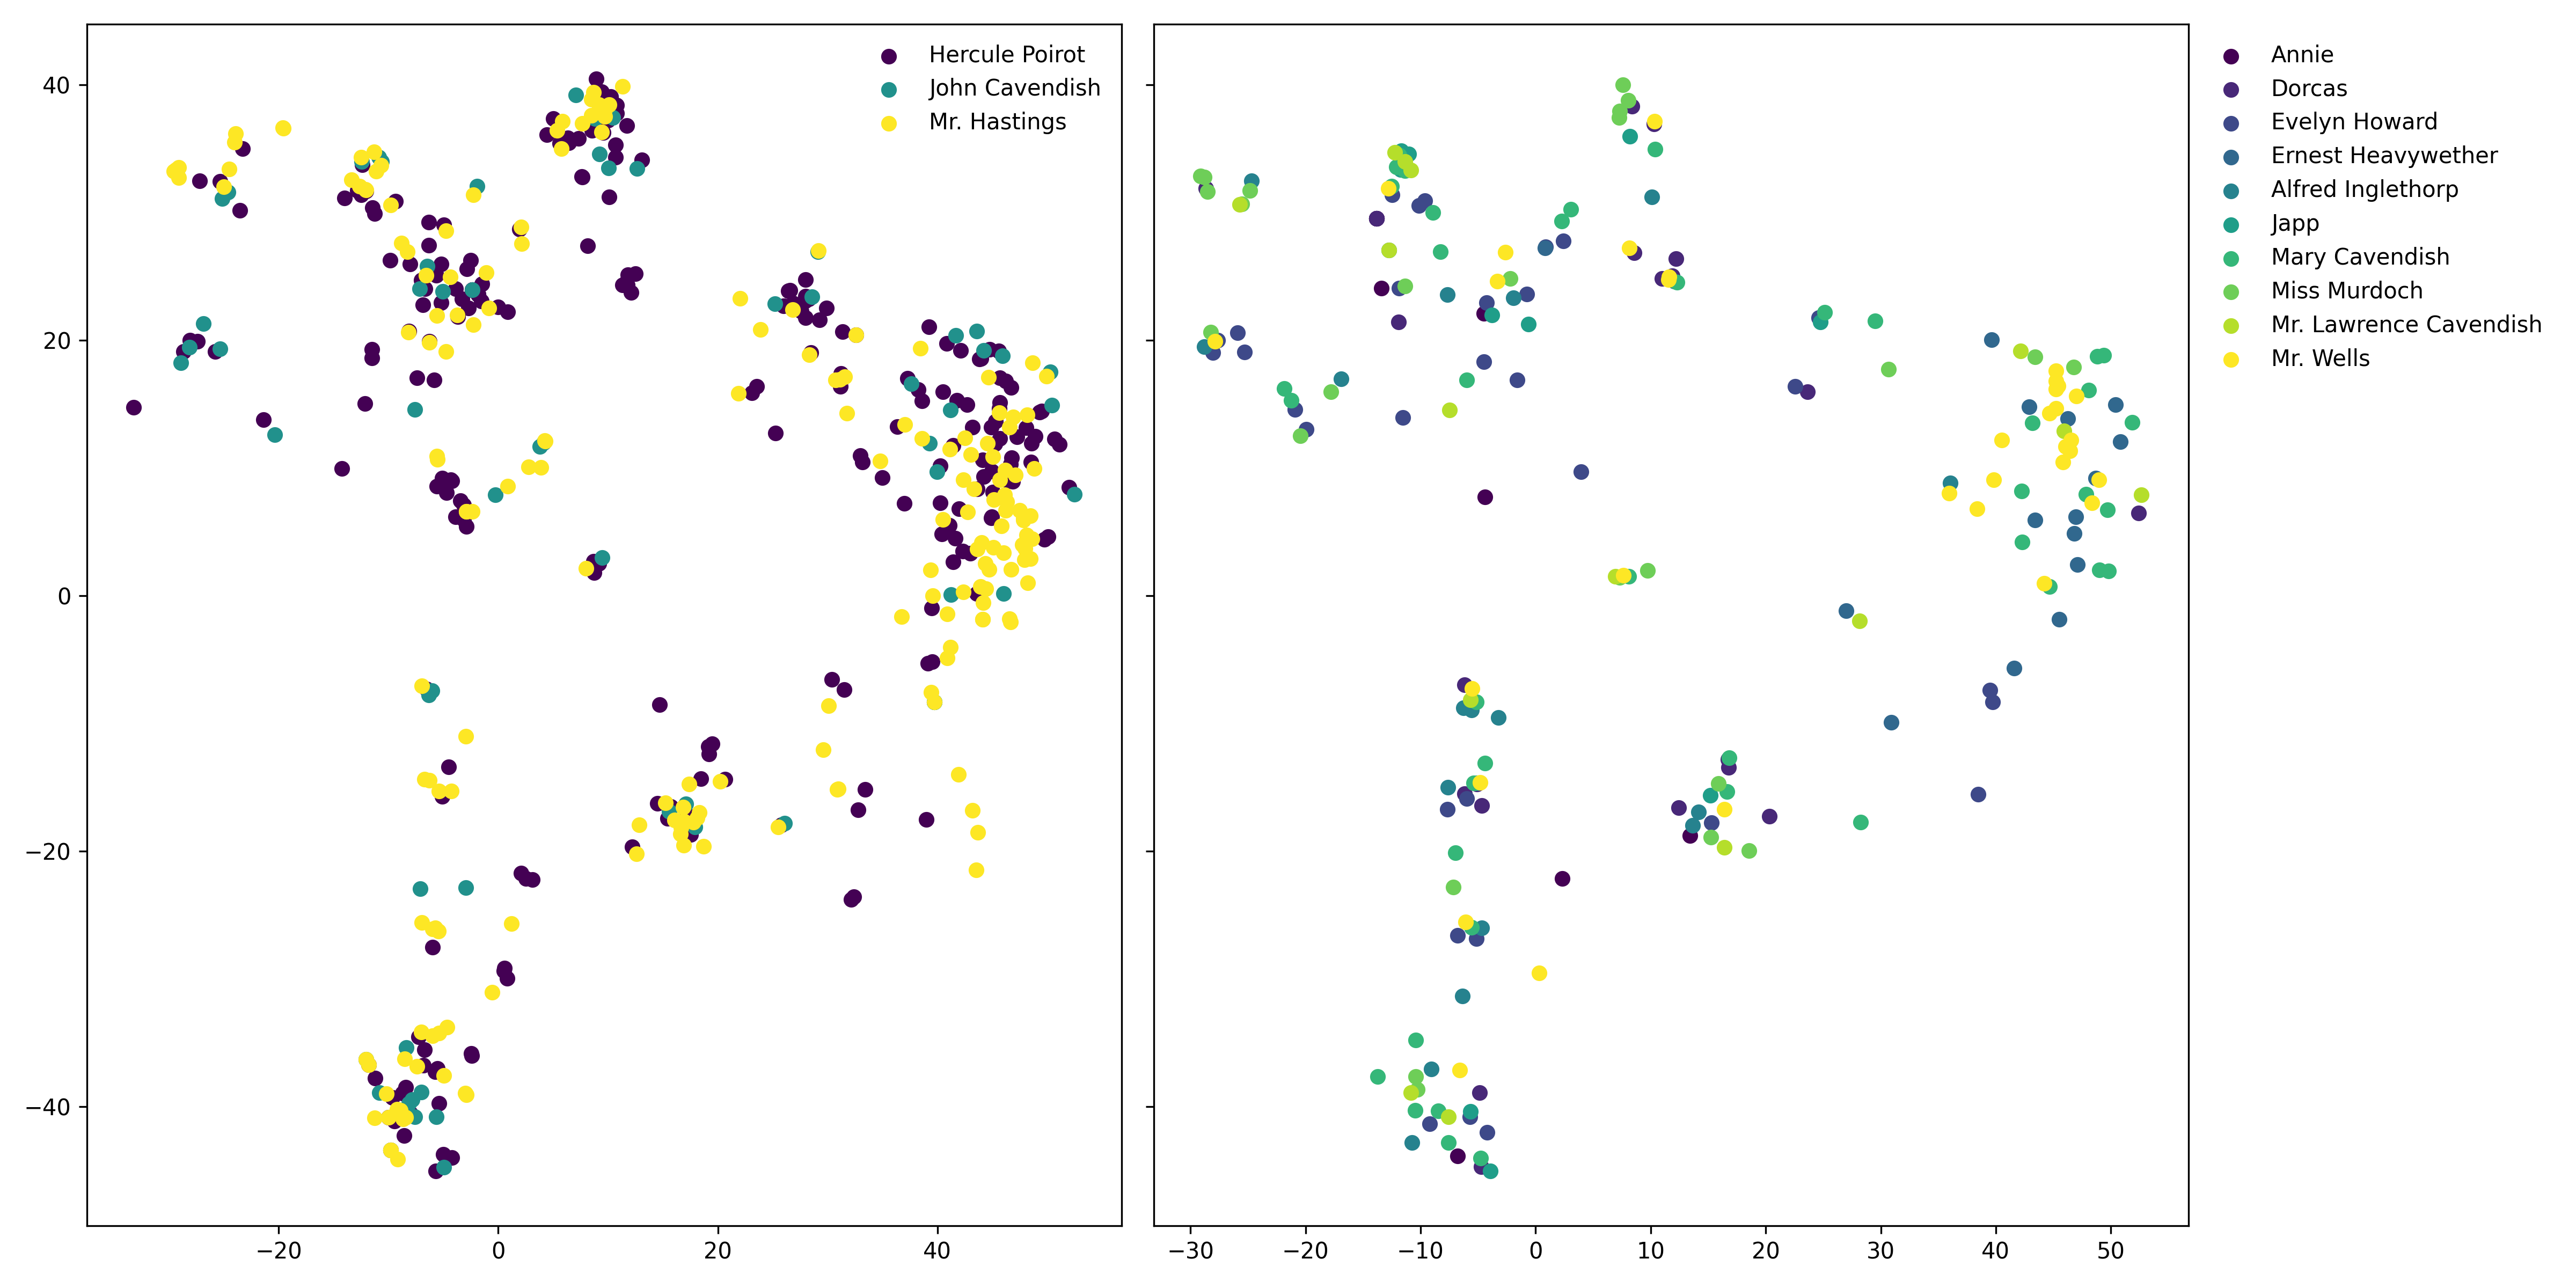 Hercule Poirot
John Cavendish
Mr. Hastings
Annie
Dorcas
Evelyn Howard
Ernest Heavywether
Alfred Inglethorp
Japp
Mary Cavendish
Miss Murdoch
Mr. Lawrence Cavendish
Mr. Wells
40
20
0
−20
−40
−20 0 20 40
−30 −20 −10 0 10 20 30 40 50